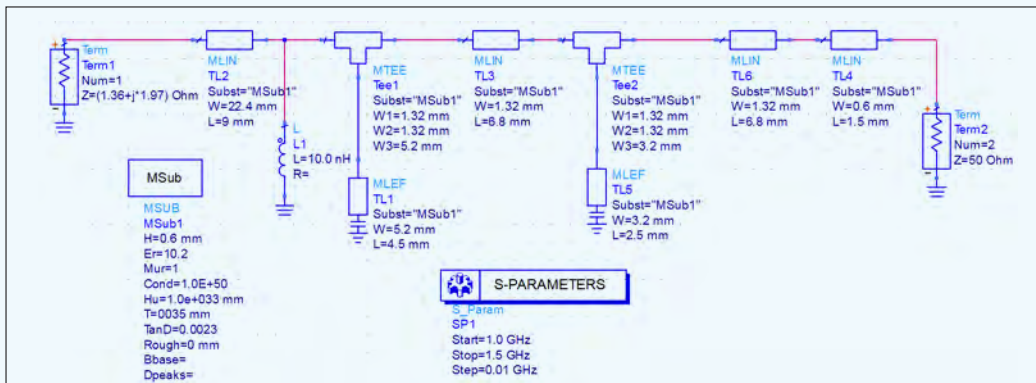 Term
Term1
Num=1
Z=(1.36+j*1.97) Ohm
MLIN
TL2
Subst="MSub1"
W=22.4 mm
L=9 mm
L
L1
L=10.0 nH
R=
MTEE
Tee1
Subst="MSub1"
W1=1.32 mm
W2=1.32 mm
W3=5.2 mm
MLEF
TL1
Subst="MSub1"
W=5.2 mm
L=4.5 mm
MLIN
TL3
Subst="MSub1"
W=1.32 mm
L=6.8 mm
MTEE
Tee2
Subst="MSub1"
W1=1.32 mm
W2=1.32 mm
W3=3.2 mm
MLEF
TL5
Subst="MSub1"
W=3.2 mm
L=2.5 mm
MLIN
TL6
Subst="MSub1"
W=1.32 mm
L=6.8 mm
MLIN
TL4
Subst="MSub1"
W=0.6 mm
L=1.5 mm
Term
Term2
Num=2
Z=50 Ohm
MSub
MSUB
MSub1
H=0.6 mm
Er=10.2
Mur=1
Cond=1.0E+50
Hu=1.0e+033 mm
T=0035 mm
TanD=0.0023
Rough=0 mm
Bbase=
Dpeaks=
S-PARAMETERS
S_Param
SP1
Start=1.0 GHz
Stop=1.5 GHz
Step=0.01 GHz